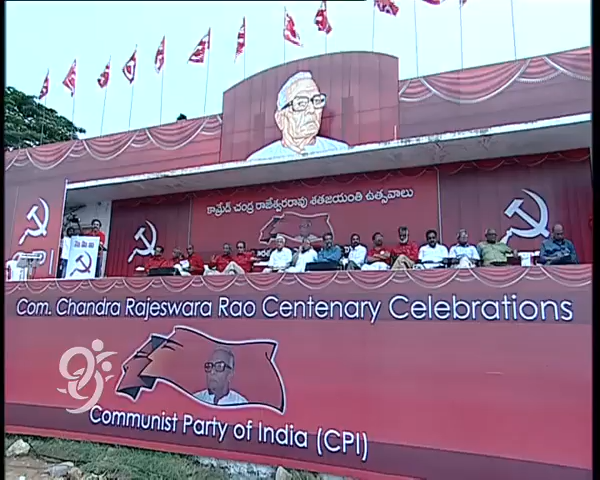 కామ్రేడ్ చండ్ర రాజేశ్వరరావు శతజయంతి ఉత్సవాలు
Com. Chandra Rajeswara Rao Centenary Celebrations
Communist Party of India (CPI)